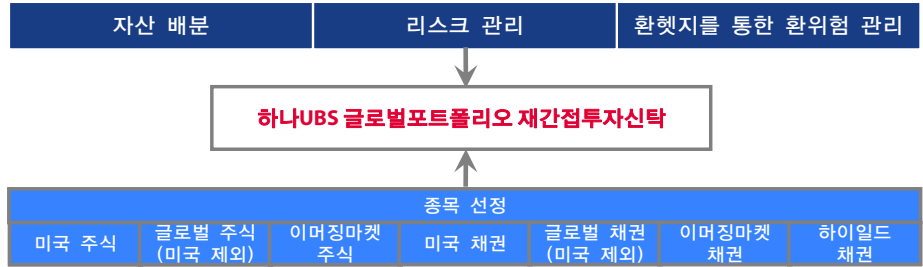 자산 배분
리스크 관리
환헷지를 통한 환위험 관리
하나UBS 글로벌포트폴리오 재간접투자신탁
종목 선정
미국 주식
글로벌 주식
(미국 제외)
이머징마켓
주식
미국 채권
글로벌 채권
(미국 제외)
이머징마켓
채권
하이일드
채권